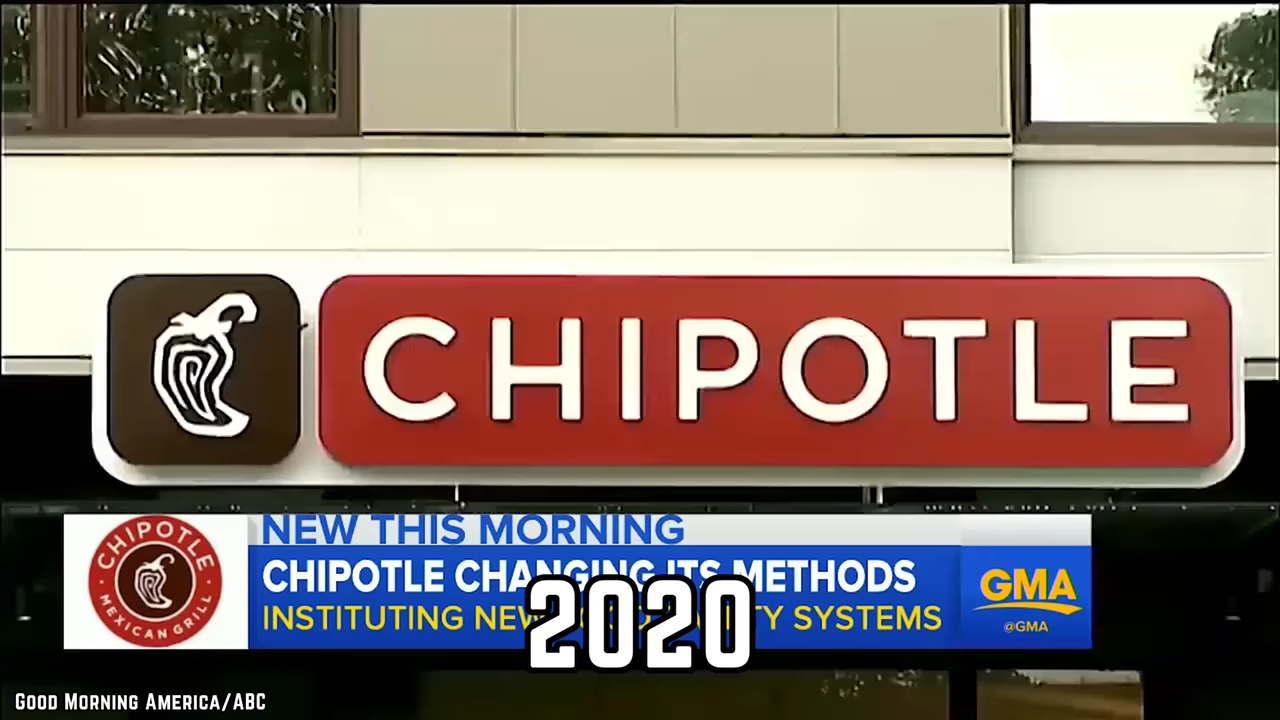 CHIPOTLE
NEW THIS MORNING
CHIPOTLE CHANGING ITS METHODS
INSTITUTING NEW SYSTEMS
2020
CHIPOTLE
MEXICAN GRILL
GMA
@GMA
GOOD MORNING AMERICA/ABC